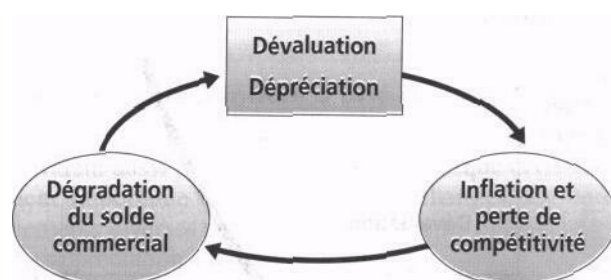 Dévaluation
Dépréciation
Inflation et
perte de
compétitivité
Dégradation
du solde
commercial